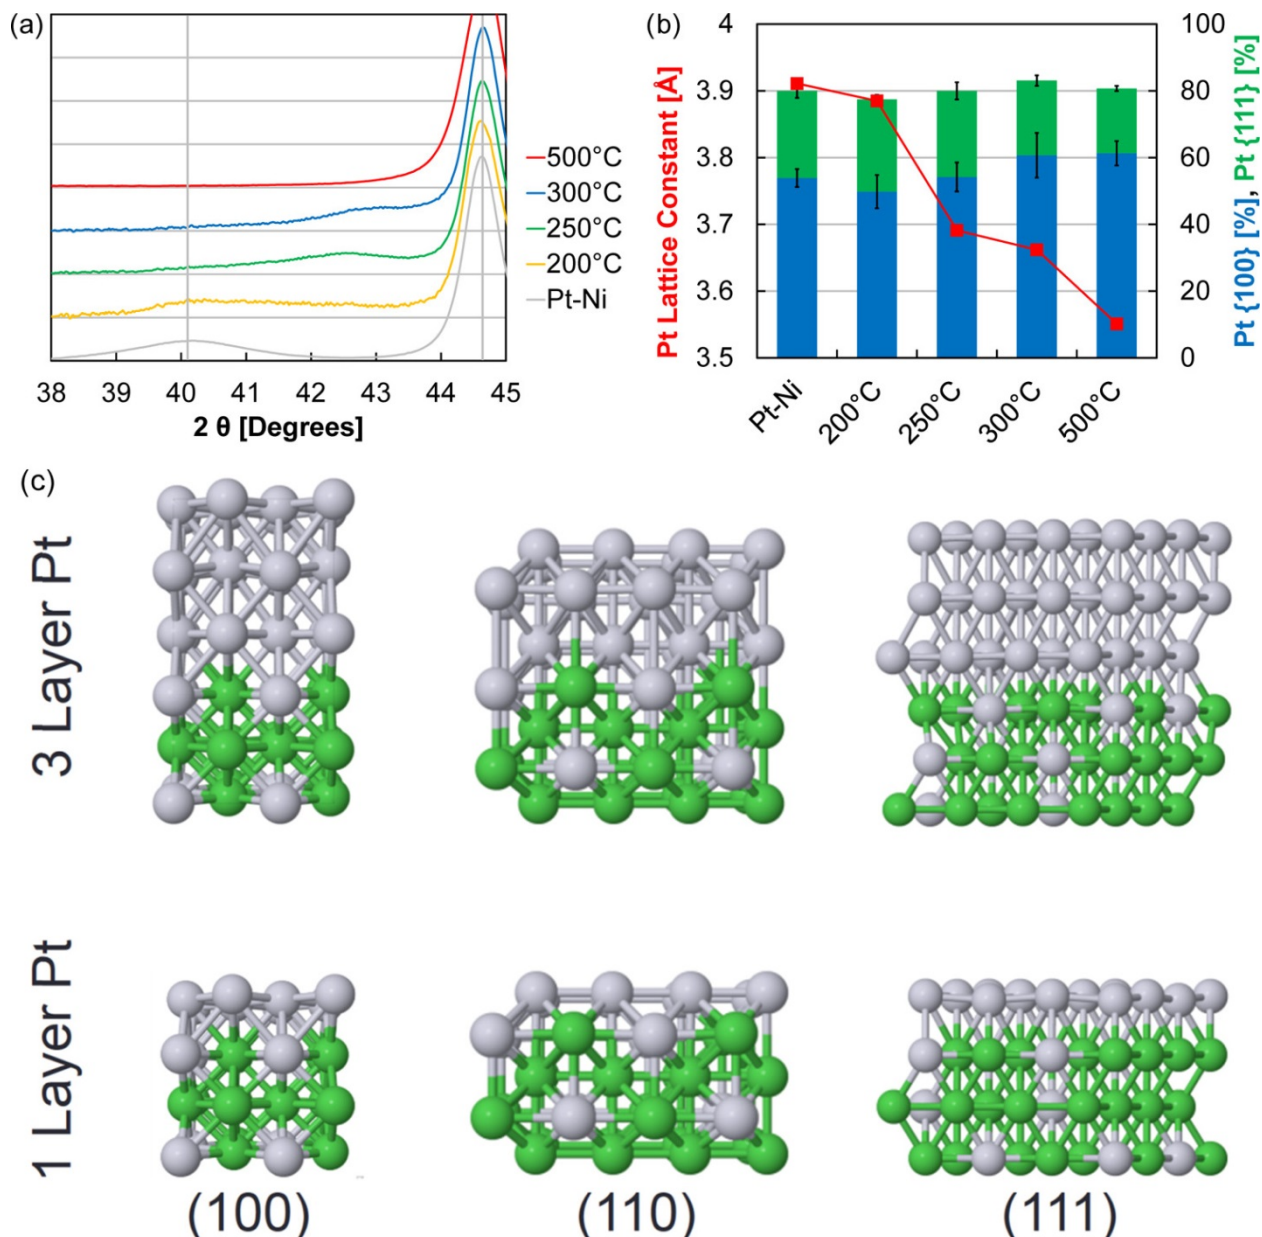 (a)
500°C
300°C
250°C
200°C
Pt-Ni
38 39 40 41 42 43 44 45
2 θ [Degrees]
(b)
Pt Lattice Constant [Å]
4
3.9
3.8
3.7
3.6
3.5
100
80
60
40
20
0
Pt {100} [%], Pt {111} [%]
Pt-Ni 200°C 250°C 300°C 500°C
(c)
3 Layer Pt
1 Layer Pt
(100) (110) (111)